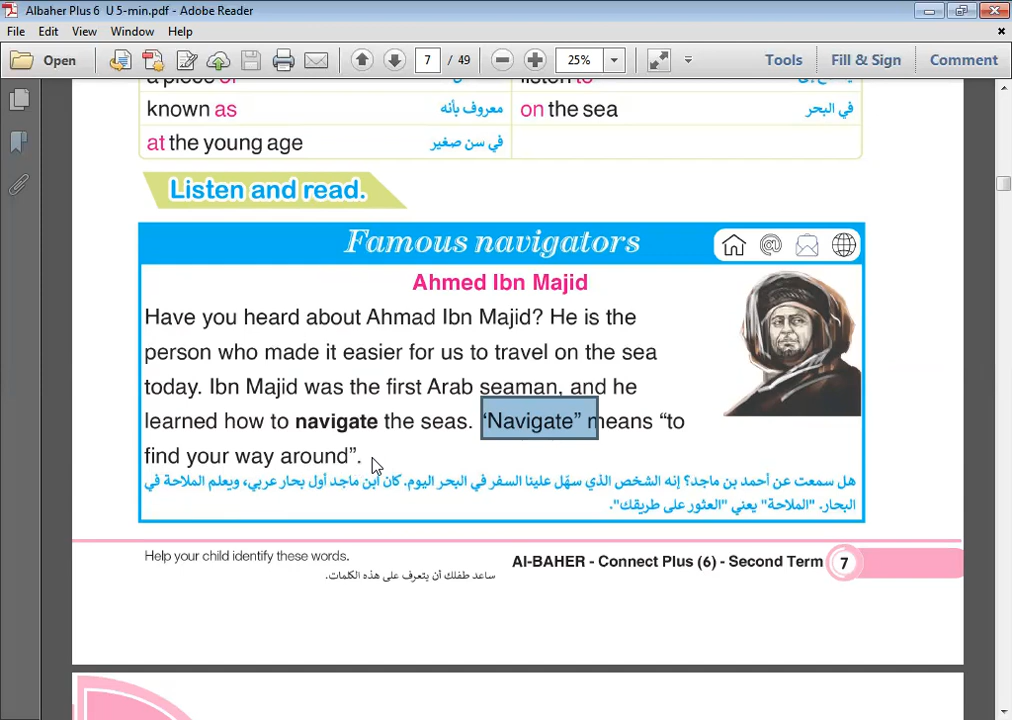 Albaher Plus 6  U 5-min.pdf - Adobe Reader
File Edit View Window Help
Open 7 / 49 25% Tools Fill & Sign Comment
a piece of listen to
known as معروف بأنه on the sea في البحر
at the young age في سن صغير
Listen and read.
Famous navigators
Ahmed Ibn Majid
Have you heard about Ahmad Ibn Majid? He is the
person who made it easier for us to travel on the sea
today. Ibn Majid was the first Arab seaman, and he
learned how to navigate the seas. ‘Navigate” means “to
find your way around”.
هل سمعت عن أحمد بن ماجد؟ إنه الشخص الذي سهّل علينا السفر في البحر اليوم. كان ابن ماجد أول بحار عربي، ويعلم الملاحة في
البحار. "الملاحة" يعني "العثور على طريقك".
Help your child identify these words.
ساعد طفلك أن يتعرف على هذه الكلمات.
Al-BAHER - Connect Plus (6) - Second Term 7